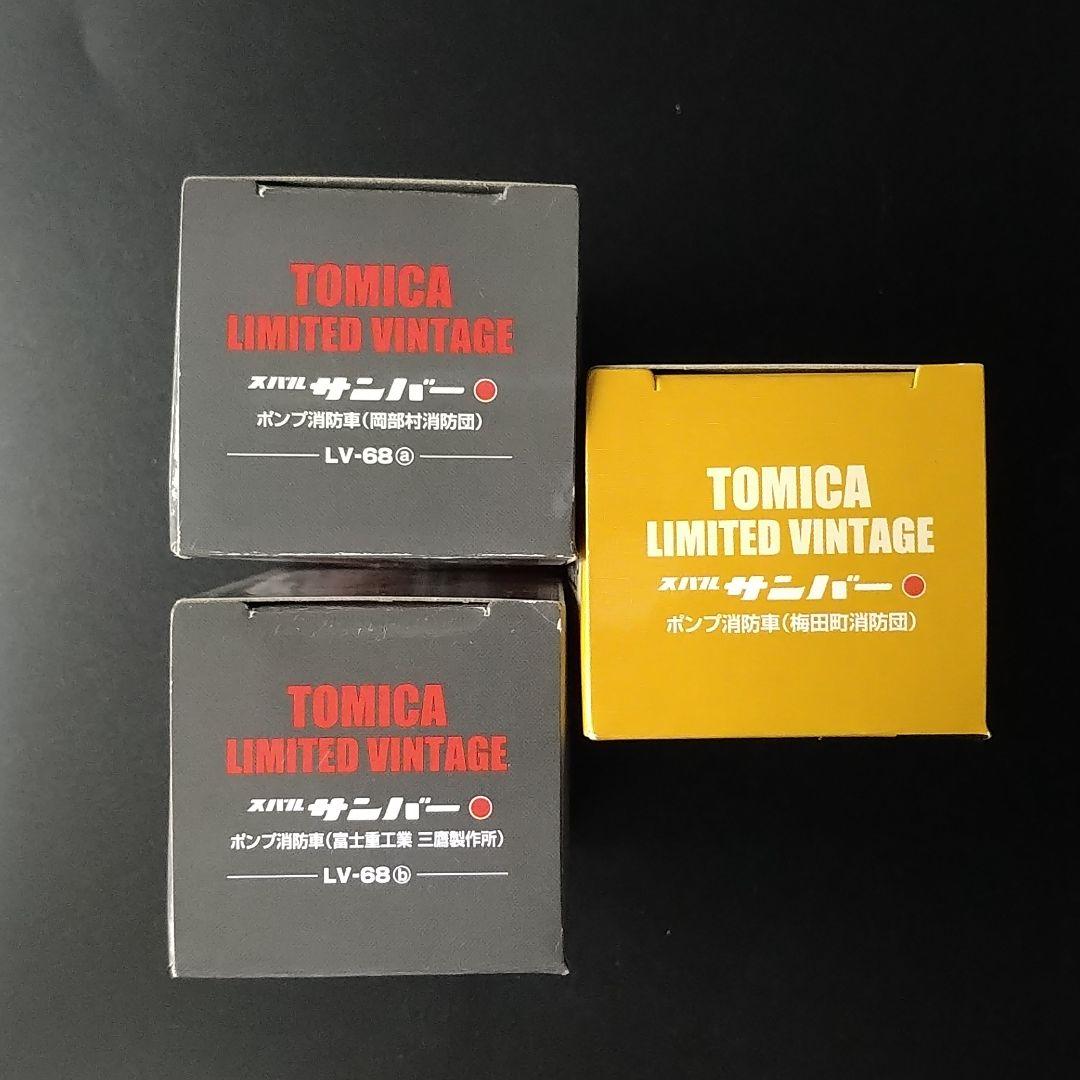 TOMICA
LIMITED VINTAGE
スバル サンバー
ポンプ消防車(岡部村消防団)
LV-68ⓐ
TOMICA
LIMITED VINTAGE
スバル サンバー
ポンプ消防車(梅田町消防団)
TOMICA
LIMITED VINTAGE
スバル サンバー
ポンプ消防車(富士重工業 三鷹製作所)
LV-68ⓑ